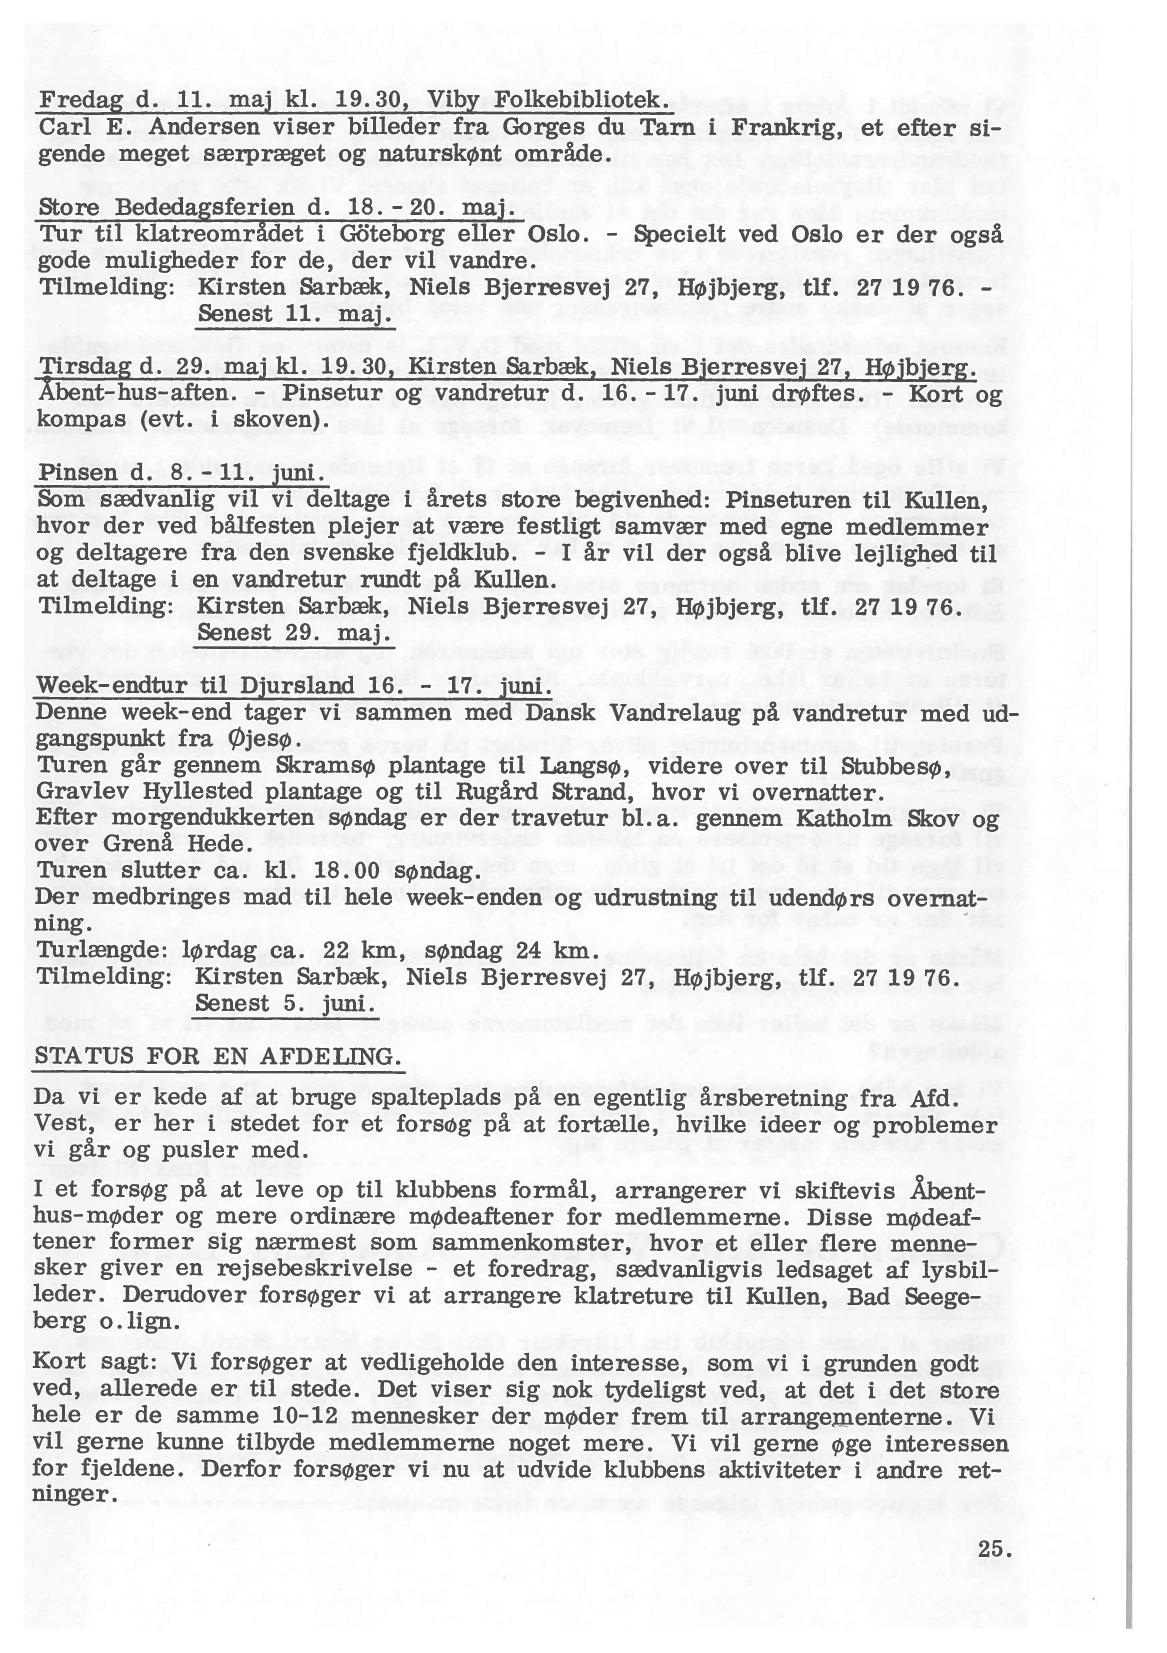 Fredag d. 11. maj kl. 19.30, Viby Folkebibliotek.
Carl E. Andersen viser billeder fra Gorges du Tarn i Frankrig, et efter si-
gende meget særpræget og naturskønt område.
Store Bededagsferien d. 18. - 20. maj.
Tur til klatreområdet i Göteborg eller Oslo. - Specielt ved Oslo er der også
gode muligheder for de, der vil vandre.
Tilmelding: Kirsten Sarbæk, Niels Bjerresvej 27, Højbjerg, tlf. 27 19 76. -
Senest 11. maj.
Tirsdag d. 29. maj kl. 19.30, Kirsten Sarbæk, Niels Bjerresvej 27, Højbjerg.
Åbent-hus-aften. - Pinsetur og vandretur d. 16. - 17. juni drøftes. - Kort og
kompas (evt. i skoven).
Pinsen d. 8. - 11. juni.
Som sædvanlig vil vi deltage i årets store begivenhed: Pinseturen til Kullen,
hvor der ved bålfesten plejer at være festligt samvær med egne medlemmer
og deltagere fra den svenske fjeldklub. - I år vil der også blive lejlighed til
at deltage i en vandretur rundt på Kullen.
Tilmelding: Kirsten Sarbæk, Niels Bjerresvej 27, Højbjerg, tlf. 27 19 76.
Senest 29. maj.
Week-endtur til Djursland 16. - 17. juni.
Denne week-end tager vi sammen med Dansk Vandrelaug på vandretur med ud-
gangspunkt fra Øjesø.
Turen går gennem Skramsø plantage til Langsø, videre over til Stubbesø,
Gravlev Hyllested plantage og til Rugård Strand, hvor vi overnatter.
Efter morgendukkerten søndag er der travetur bl.a. gennem Katholm Skov og
over Grenå Hede.
Turen slutter ca. kl. 18.00 søndag.
Der medbringes mad til hele week-enden og udrustning til udendørs overnat-
ning.
Turlængde: lørdag ca. 22 km, søndag 24 km.
Tilmelding: Kirsten Sarbæk, Niels Bjerresvej 27, Højbjerg, tlf. 27 19 76.
Senest 5. juni.
STATUS FOR EN AFDELING.
Da vi er kede af at bruge spalteplads på en egentlig årsberetning fra Afd.
Vest, er her i stedet for et forsøg på at fortælle, hvilke ideer og problemer
vi går og pusler med.
I et forsøg på at leve op til klubbens formål, arrangerer vi skiftevis Åbent-
hus-møder og mere ordinære mødeaftener for medlemmerne. Disse mødeaf-
tener former sig nærmest som sammenkomster, hvor et eller flere menne-
sker giver en rejsebeskrivelse - et foredrag, sædvanligvis ledsaget af lysbil-
leder. Derudover forsøger vi at arrangere klatreture til Kullen, Bad Seege-
berg o.lign.
Kort sagt: Vi forsøger at vedligeholde den interesse, som vi i grunden godt
ved, allerede er til stede. Det viser sig nok tydeligst ved, at det i det store
hele er de samme 10-12 mennesker der møder frem til arrangementerne. Vi
vil gerne kunne tilbyde medlemmerne noget mere. Vi vil gerne øge interessen
for fjeldene. Derfor forsøger vi nu at udvide klubbens aktiviteter i andre ret-
ninger.
25.